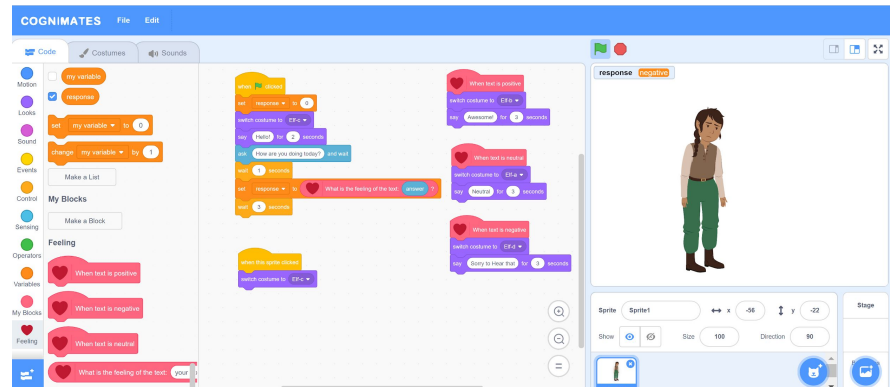 COGNIMATES File Edit
Code Costumes Sounds
Motion
Looks
Sound
Events
Control
Sensing
Operators
Variables
My Blocks
Feeling
my variable
response
set my variable to 0
change my variable by 1
Make a List
My Blocks
Make a Block
Feeling
When text is positive
When text is negative
When text is neutral
What is the feeling of the text: your
when clicked
set response to 0
switch costume to Elf-c
say Hello! for 2 seconds
ask How are you doing today? and wait
wait 1 seconds
set response to What is the feeling of the text: answer ?
wait 3 seconds
when this sprite clicked
switch costume to Elf-c
When text is positive
switch costume to Elf-b
say Awesome! for 3 seconds
When text is neutral
switch costume to Elf-a
say Neutral for 3 seconds
When text is negative
switch costume to Elf-d
say Sorry to Hear that for 3 seconds
response negative
Sprite Sprite1 x -56 y -22
Show Size 100 Direction 90
Stage